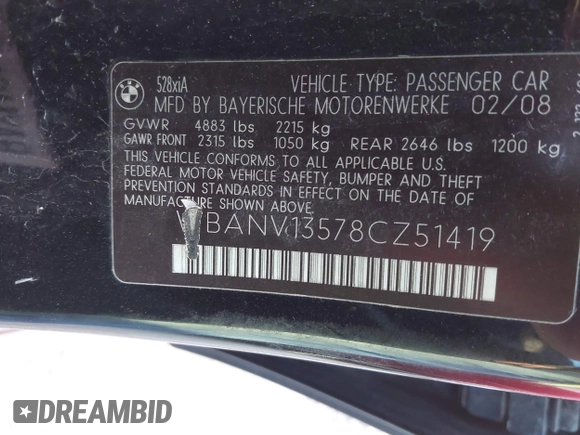 528xiA
VEHICLE TYPE: PASSENGER CAR
MFD BY BAYERISCHE MOTORENWERKE 02/08
GVWR 4883 lbs 2215 kg
GAWR FRONT 2315 lbs 1050 kg REAR 2646 lbs 1200 kg
THIS VEHICLE CONFORMS TO ALL APPLICABLE U.S.
FEDERAL MOTOR VEHICLE SAFETY, BUMPER AND THEFT
PREVENTION STANDARDS IN EFFECT ON THE DATE OF
MANUFACTURE SHOWN ABOVE.
WBANV13578CZ51419
DREAMBID